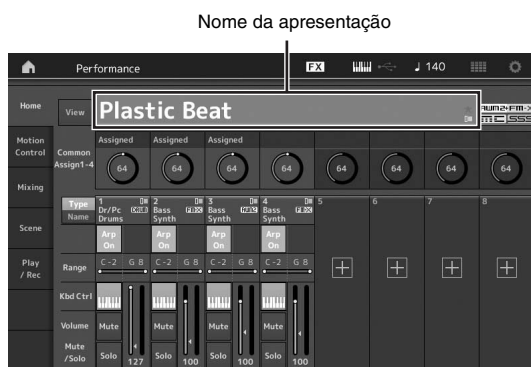 Nome da apresentação
Performance
FX
140
Home
View
Plastic Beat
Motion Control
Common Assign1-4
Assigned
Assigned
Assigned
64
64
64
64
64
64
64
64
Mixing
Type
Name
1
Dr/Pc
Drums
2
Bass
Synth
3
Bass
Synth
4
Bass
Synth
5
6
7
8
Scene
Arp On
Arp On
Arp On
Arp On
Play / Rec
Range
C -2 G 8
C -2 G 8
C -2 G 8
C -2 G 8
Kbd Ctrl
Volume
Mute
Mute
Mute
Mute
Mute /Solo
Solo
127
Solo
100
Solo
100
Solo
100